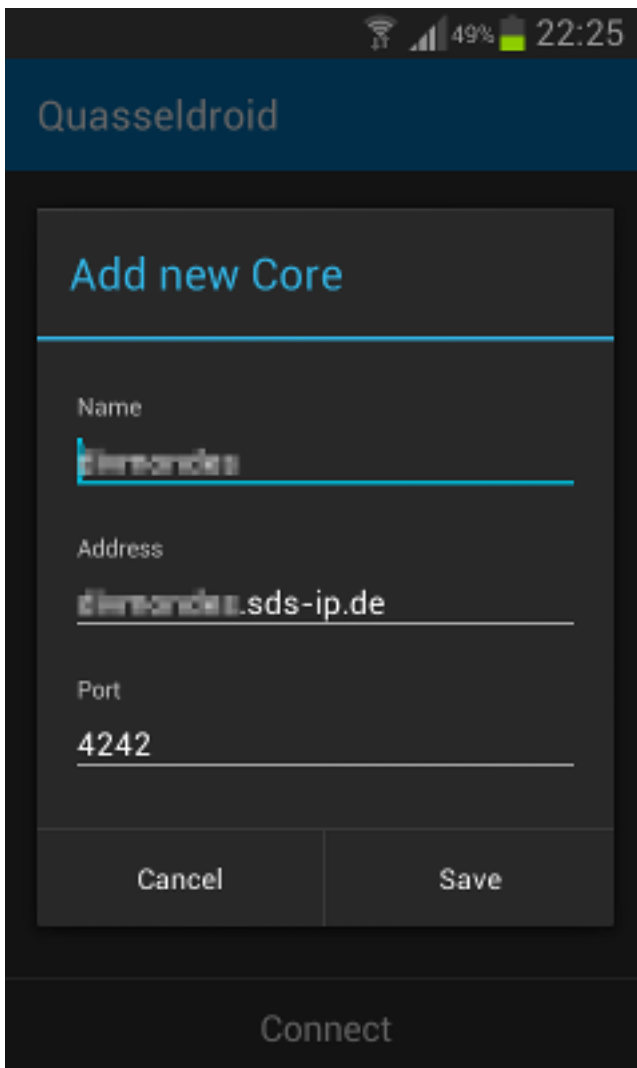 49% 22:25
Quasseldroid
Add new Core
Name
Address
.sds-ip.de
Port
4242
Cancel Save
Connect